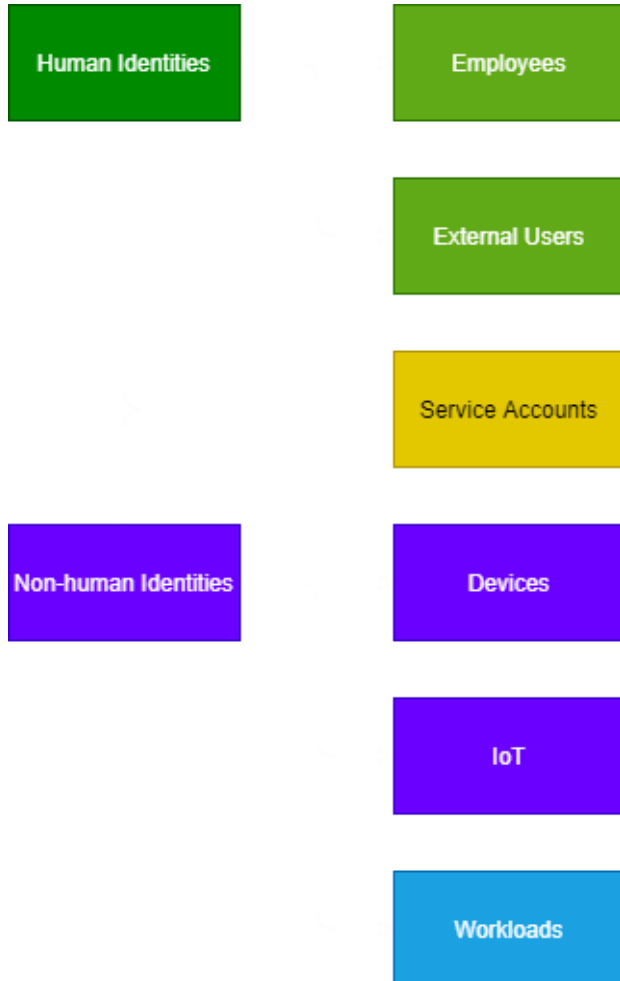 Human Identities
Employees
External Users
Service Accounts
Non-human Identities
Devices
IoT
Workloads